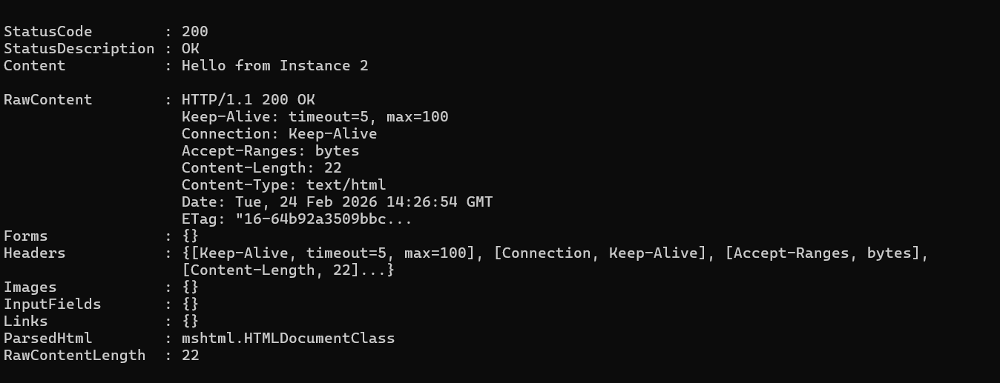 StatusCode        : 200
StatusDescription : OK
Content           : Hello from Instance 2
RawContent        : HTTP/1.1 200 OK
                    Keep-Alive: timeout=5, max=100
                    Connection: Keep-Alive
                    Accept-Ranges: bytes
                    Content-Length: 22
                    Content-Type: text/html
                    Date: Tue, 24 Feb 2026 14:26:54 GMT
                    ETag: "16-64b92a3509bbc...
Forms             : {}
Headers           : {[Keep-Alive, timeout=5, max=100], [Connection, Keep-Alive], [Accept-Ranges, bytes],
                    [Content-Length, 22]...}
Images            : {}
InputFields       : {}
Links             : {}
ParsedHtml        : mshtml.HTMLDocumentClass
RawContentLength  : 22